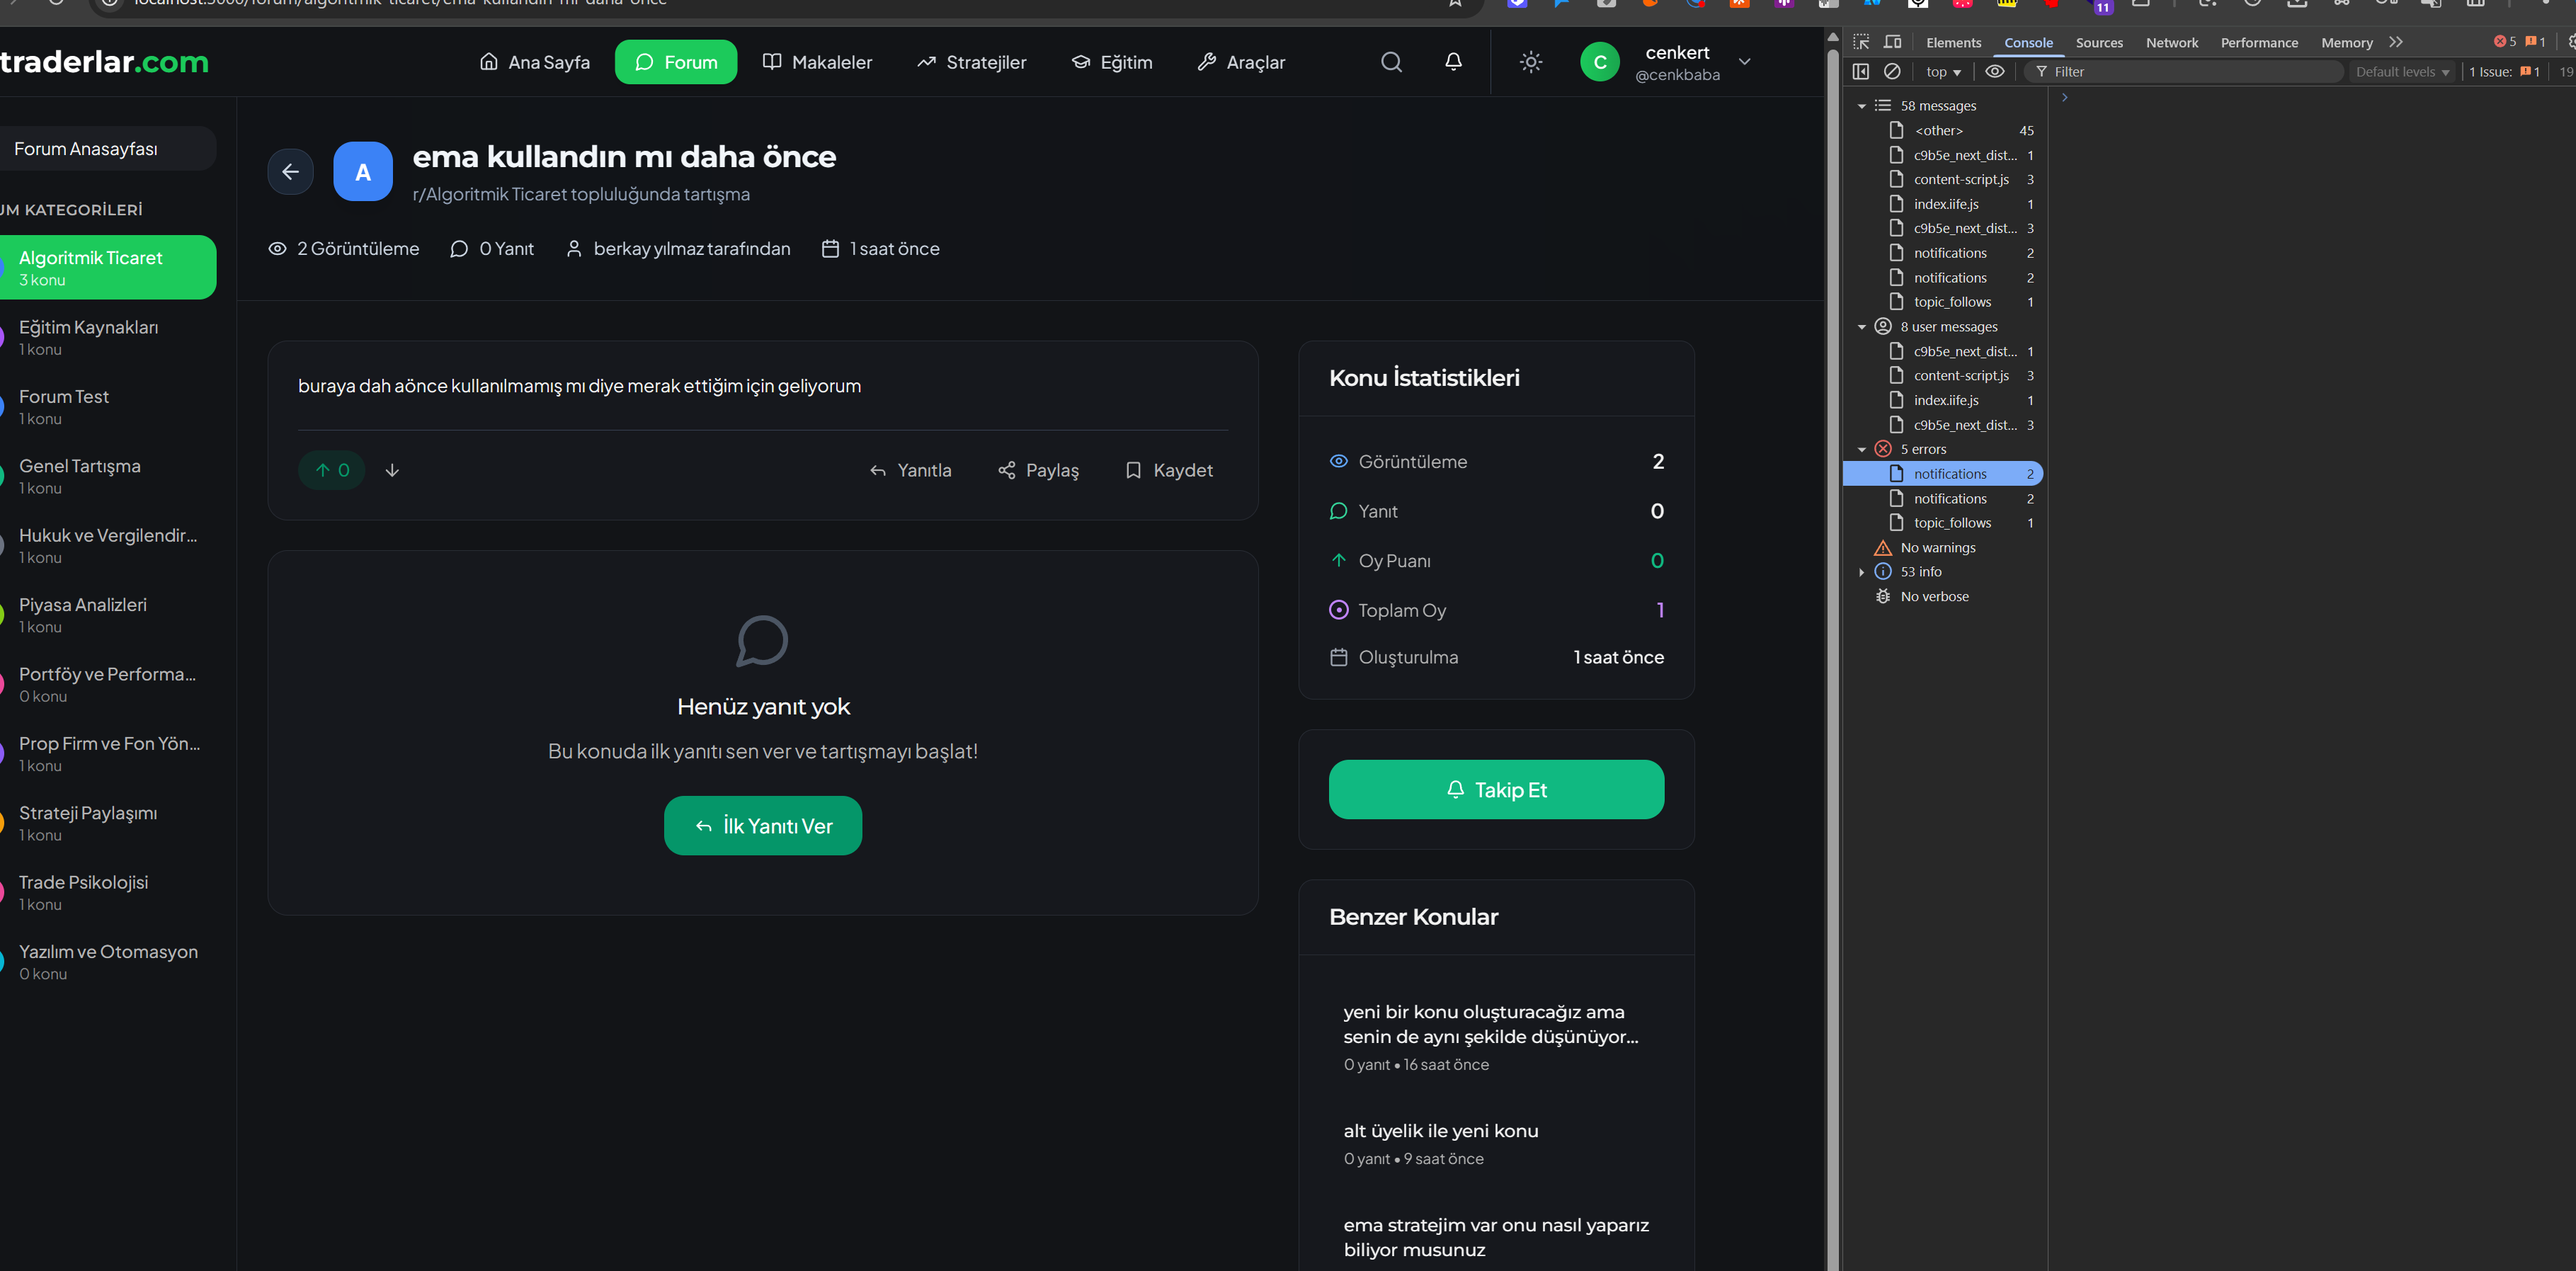 localhost:3000/forum/algoritmik-ticaret/ema-kullandin-mi-daha-once
11
traderlar.com
Ana Sayfa
Forum
Makaleler
Stratejiler
Eğitim
Araçlar
C
cenkert
@cenkbaba
Forum Anasayfası
UM KATEGORİLERİ
Algoritmik Ticaret
3 konu
Eğitim Kaynakları
1 konu
Forum Test
1 konu
Genel Tartışma
1 konu
Hukuk ve Vergilendir...
1 konu
Piyasa Analizleri
1 konu
Portföy ve Performa...
0 konu
Prop Firm ve Fon Yön...
1 konu
Strateji Paylaşımı
1 konu
Trade Psikolojisi
1 konu
Yazılım ve Otomasyon
0 konu
A
ema kullandın mı daha önce
r/Algoritmik Ticaret topluluğunda tartışma
2 Görüntüleme
0 Yanıt
berkay yılmaz tarafından
1 saat önce
buraya dah aönce kullanılmamış mı diye merak ettiğim için geliyorum
0
Yanıtla
Paylaş
Kaydet
Henüz yanıt yok
Bu konuda ilk yanıtı sen ver ve tartışmayı başlat!
İlk Yanıtı Ver
Konu İstatistikleri
Görüntüleme 2
Yanıt 0
Oy Puanı 0
Toplam Oy 1
Oluşturulma 1 saat önce
Takip Et
Benzer Konular
yeni bir konu oluşturacağız ama
senin de aynı şekilde düşünüyor...
0 yanıt • 16 saat önce
alt üyelik ile yeni konu
0 yanıt • 9 saat önce
ema stratejim var onu nasıl yaparız
biliyor musunuz
Elements
Console
Sources
Network
Performance
Memory
5
1
top
Filter
Default levels
1 Issue: 1
19
58 messages
<other> 45
c9b5e_next_dist... 1
content-script.js 3
index.iife.js 1
c9b5e_next_dist... 3
notifications 2
notifications 2
topic_follows 1
8 user messages
c9b5e_next_dist... 1
content-script.js 3
index.iife.js 1
c9b5e_next_dist... 3
5 errors
notifications 2
notifications 2
topic_follows 1
No warnings
53 info
No verbose